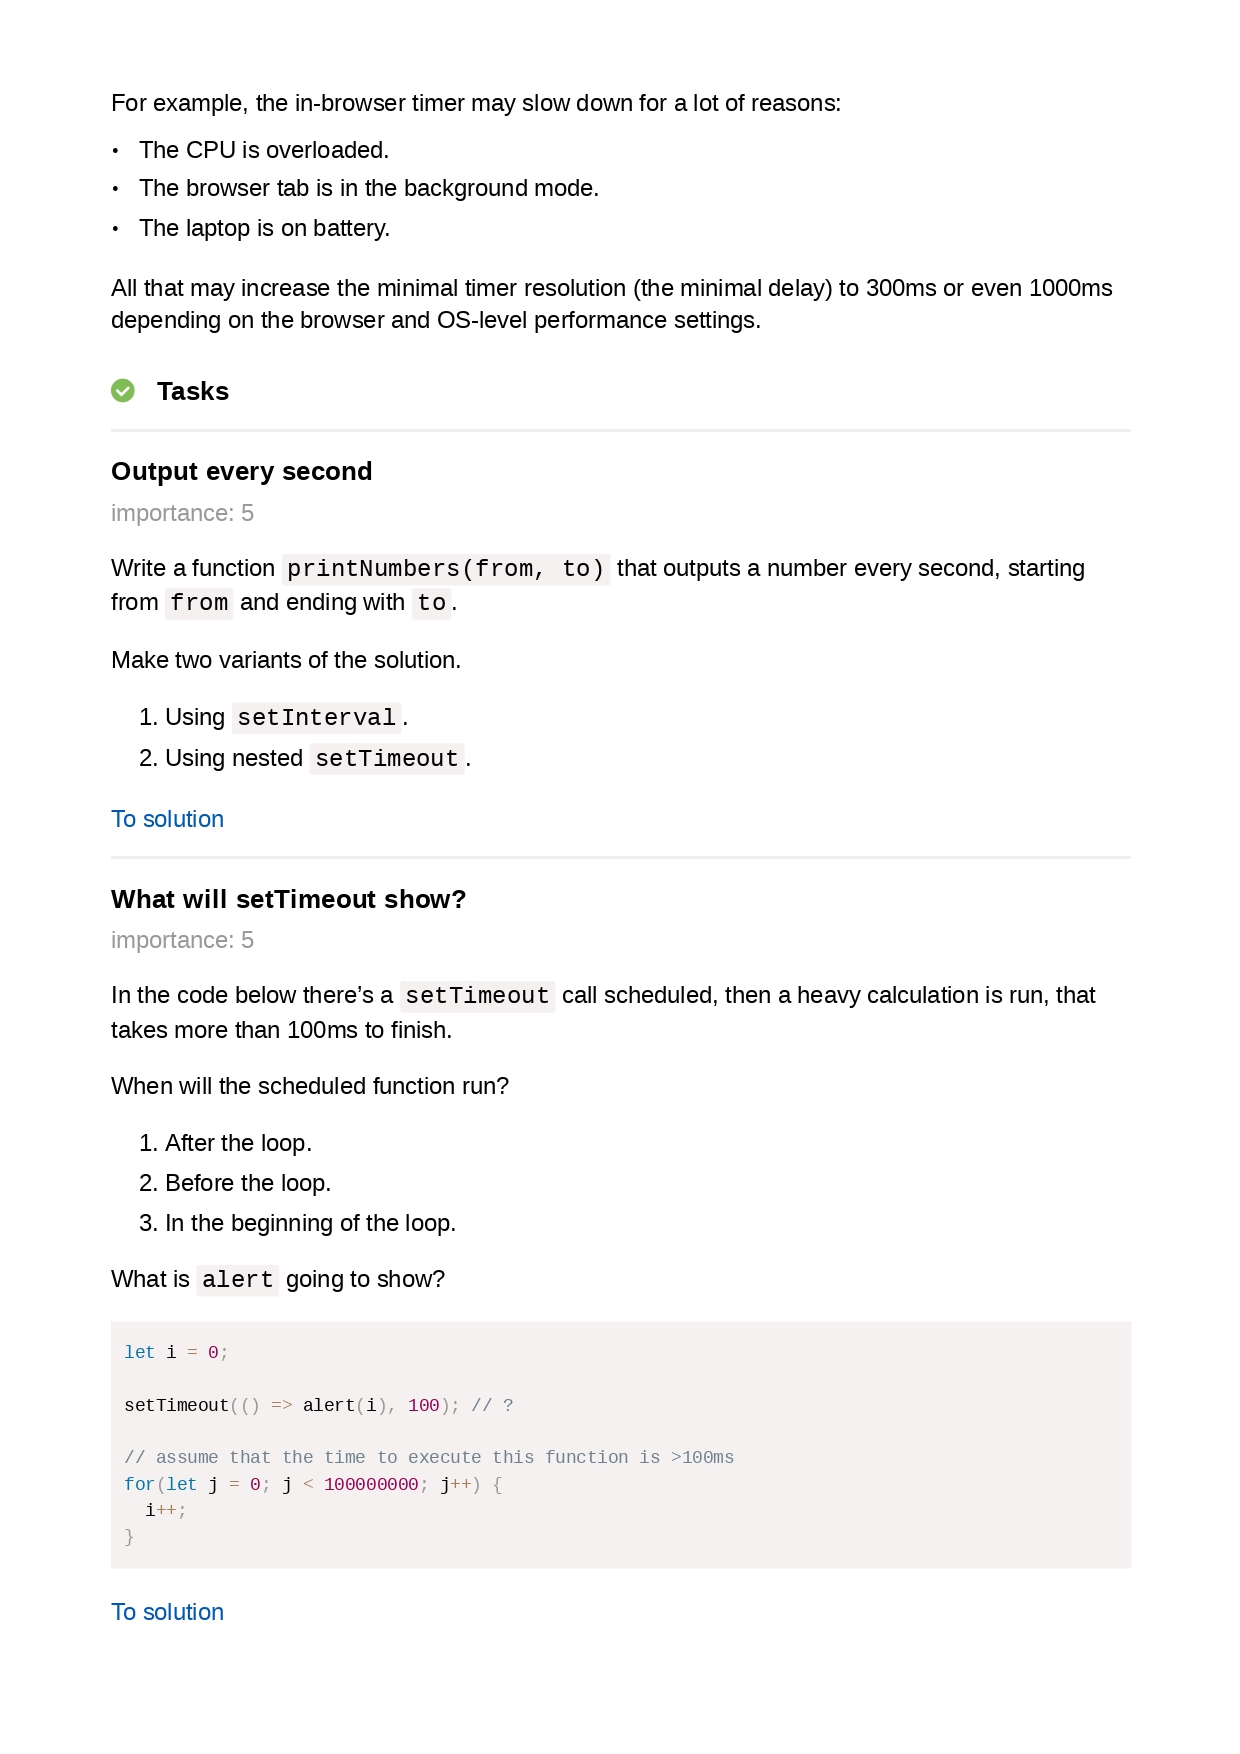 For example, the in-browser timer may slow down for a lot of reasons:
• The CPU is overloaded.
• The browser tab is in the background mode.
• The laptop is on battery.
All that may increase the minimal timer resolution (the minimal delay) to 300ms or even 1000ms
depending on the browser and OS-level performance settings.
Tasks
Output every second
importance: 5
Write a function printNumbers(from, to) that outputs a number every second, starting
from from and ending with to.
Make two variants of the solution.
1. Using setInterval.
2. Using nested setTimeout.
To solution
What will setTimeout show?
importance: 5
In the code below there’s a setTimeout call scheduled, then a heavy calculation is run, that
takes more than 100ms to finish.
When will the scheduled function run?
1. After the loop.
2. Before the loop.
3. In the beginning of the loop.
What is alert going to show?
let i = 0;
setTimeout(() => alert(i), 100); // ?
// assume that the time to execute this function is >100ms
for(let j = 0; j < 100000000; j++) {
  i++;
}
To solution